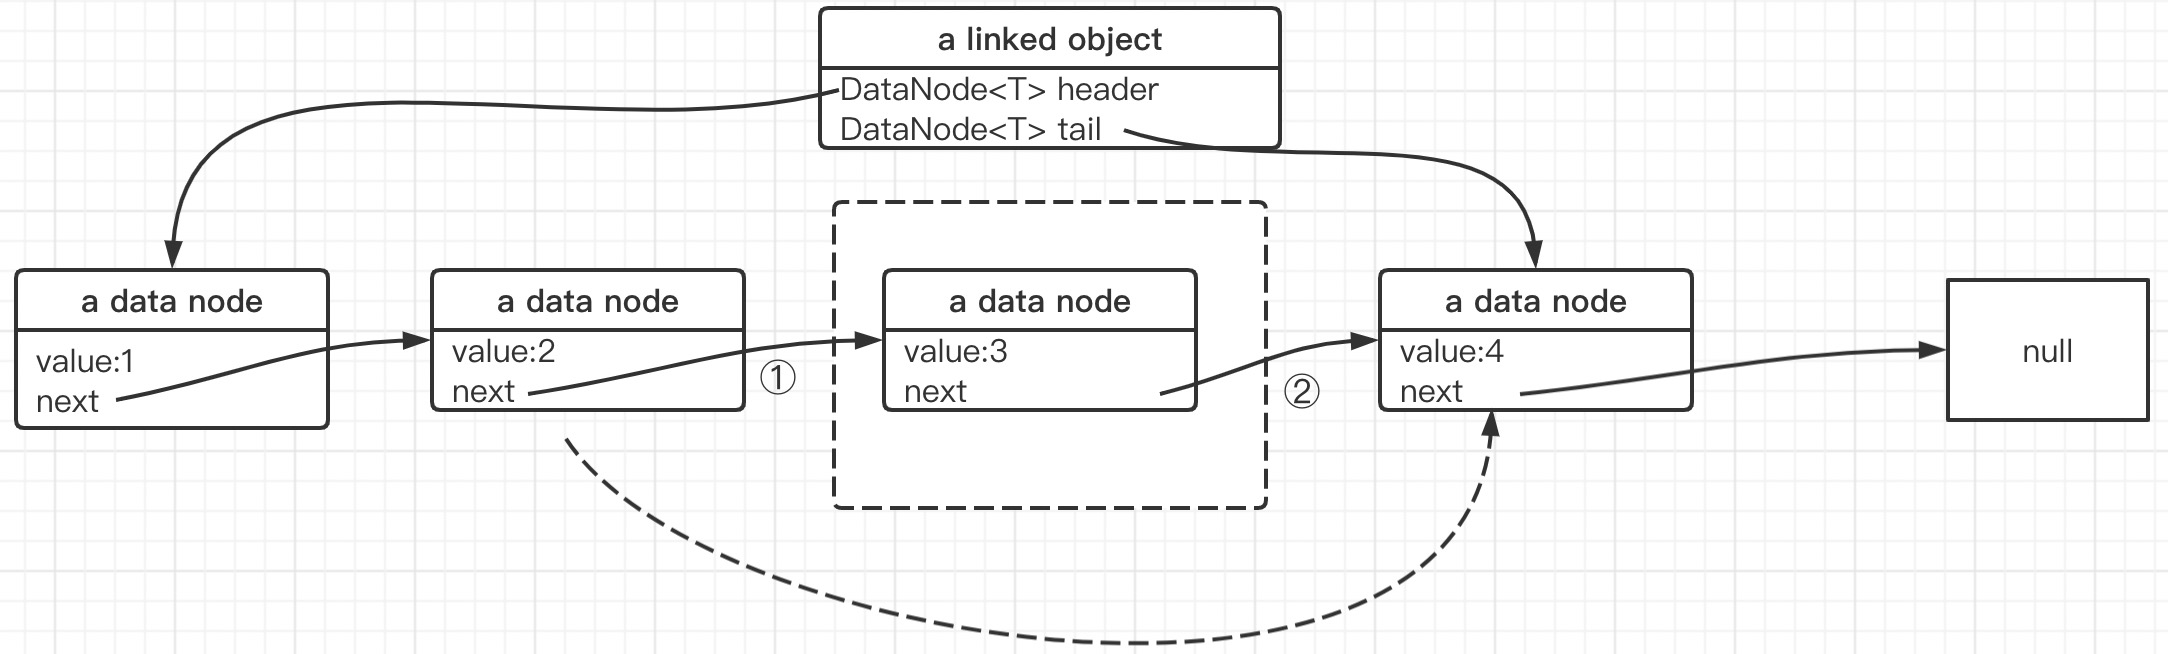 a linked object
DataNode<T> header
DataNode<T> tail
a data node
value:1
next
a data node
value:2
next
①
a data node
value:3
next
②
a data node
value:4
next
null